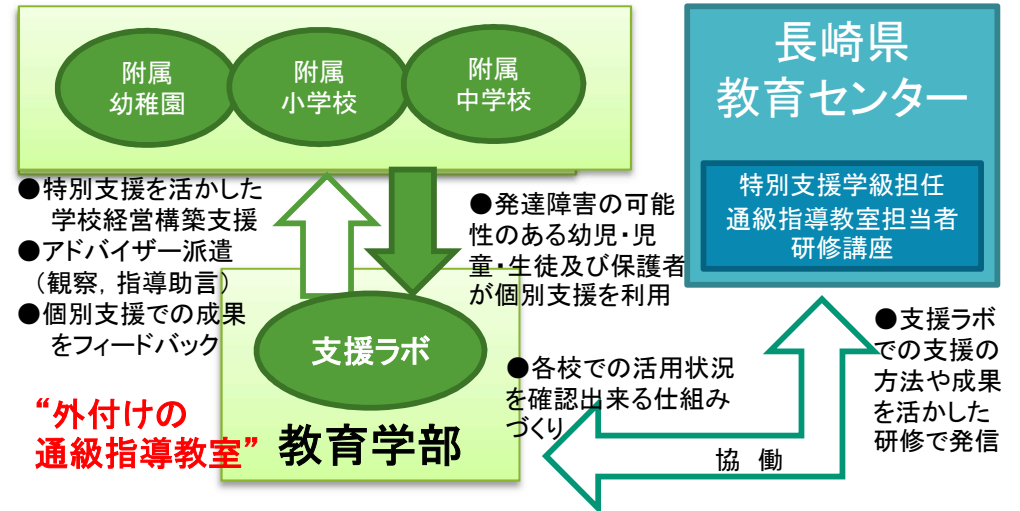 附属
幼稚園
附属
小学校
附属
中学校
長崎県
教育センター
特別支援学級担任
通級指導教室担当者
研修講座
●特別支援を活かした
学校経営構築支援
●アドバイザー派遣
（観察，指導助言）
●個別支援での成果
をフィードバック
●発達障害の可能
性のある幼児・児
童・生徒及び保護者
が個別支援を利用
支援ラボ
“外付けの
通級指導教室”
教育学部
●各校での活用状況
を確認出来る仕組み
づくり
協　働
●支援ラボ
での支援の
方法や成果
を活かした
研修で発信